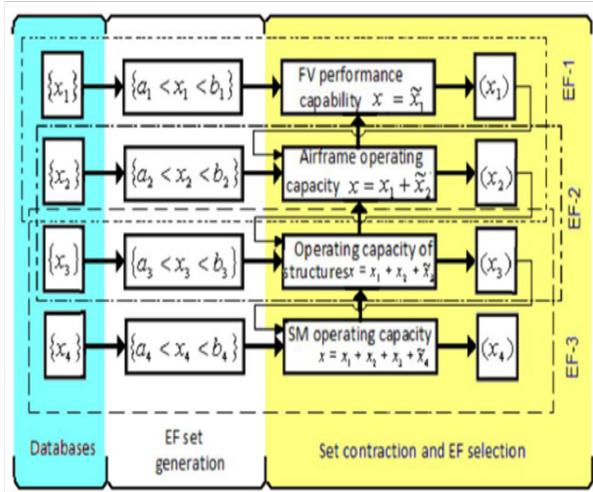 {x₁} {a₁ < x₁ < b₁} FV performance (x₁) EF-1
capability x = x̃₁
{x₂} {a₂ < x₂ < b₂} Airframe operating (x₂) EF-2
capacity x = x₁ + x̃₂
{x₃} {a₃ < x₃ < b₃} Operating capacity of (x₃)
structures x = x₁ + x₂ + x̃
{x₄} {a₄ < x₄ < b₄} SM operating capacity (x₄) EF-3
x = x₁ + x₂ + x₃ + x̃₄
Databases EF set Set contraction and EF selection
generation